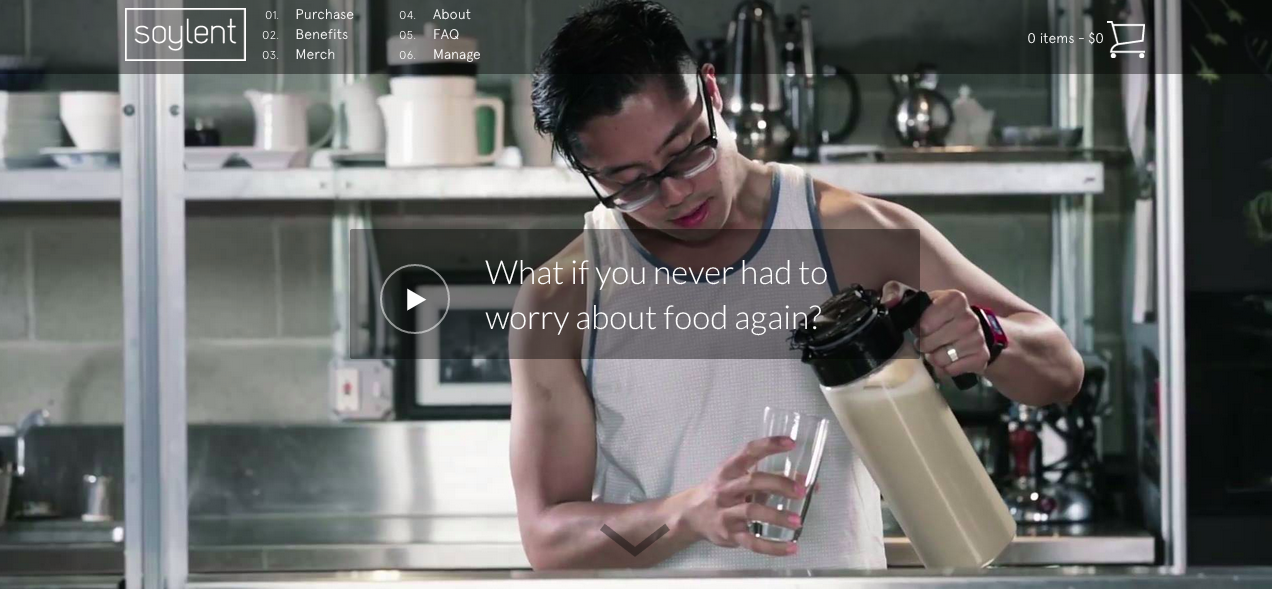 soylent
01. Purchase
02. Benefits
03. Merch
04. About
05. FAQ
06. Manage
0 items - $0
What if you never had to
worry about food again?